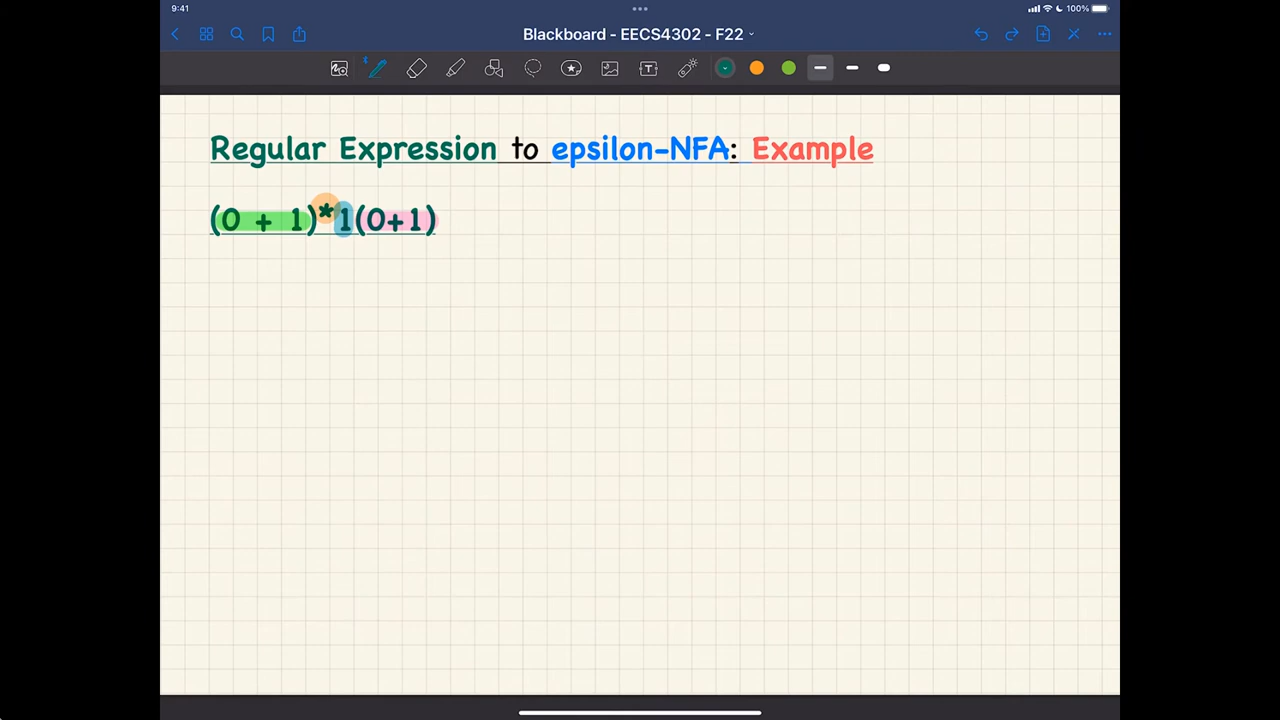 9:41
100%
Blackboard - EECS4302 - F22
Regular Expression to epsilon-NFA: Example
(0 + 1)*1(0+1)